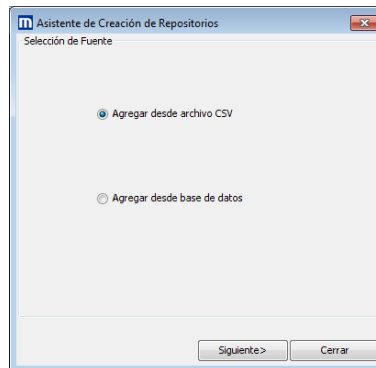 Asistente de Creación de Repositorios
Selección de Fuente
Agregar desde archivo CSV
Agregar desde base de datos
Siguiente>
Cerrar